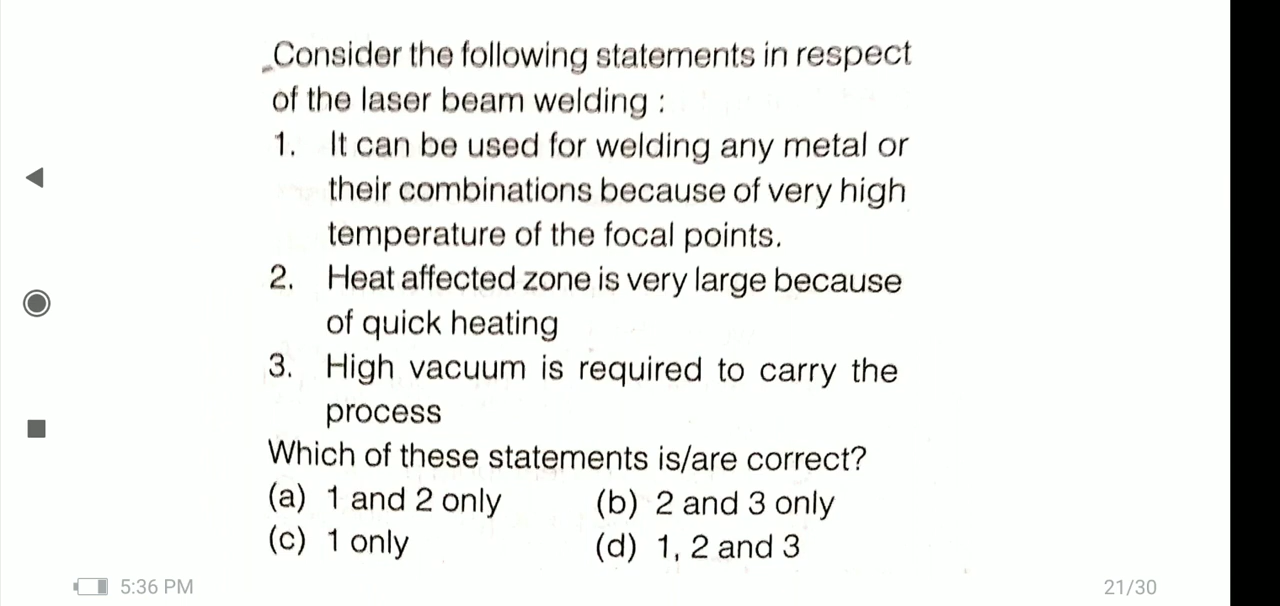 Consider the following statements in respect
of the laser beam welding :
1. It can be used for welding any metal or
their combinations because of very high
temperature of the focal points.
2. Heat affected zone is very large because
of quick heating
3. High vacuum is required to carry the
process
Which of these statements is/are correct?
(a) 1 and 2 only (b) 2 and 3 only
(c) 1 only (d) 1, 2 and 3
5:36 PM 21/30